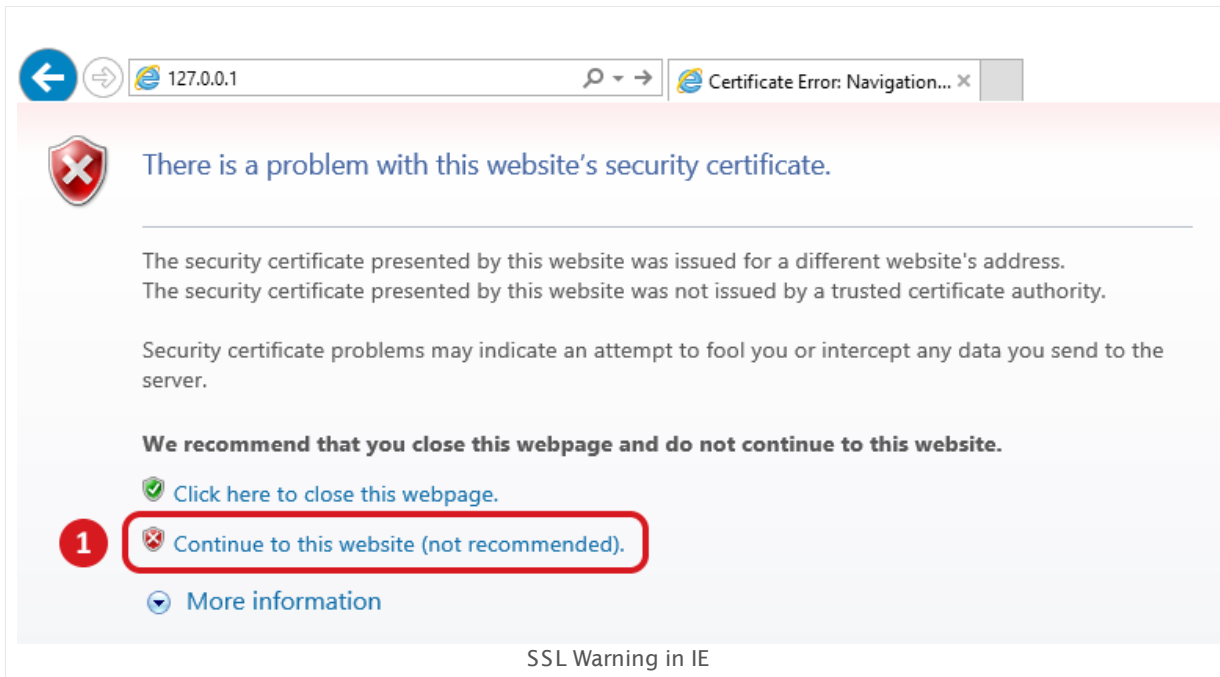 127.0.0.1
Certificate Error: Navigation...
There is a problem with this website's security certificate.
The security certificate presented by this website was issued for a different website's address.
The security certificate presented by this website was not issued by a trusted certificate authority.
Security certificate problems may indicate an attempt to fool you or intercept any data you send to the
server.
We recommend that you close this webpage and do not continue to this website.
Click here to close this webpage.
1
Continue to this website (not recommended).
More information
SSL Warning in IE